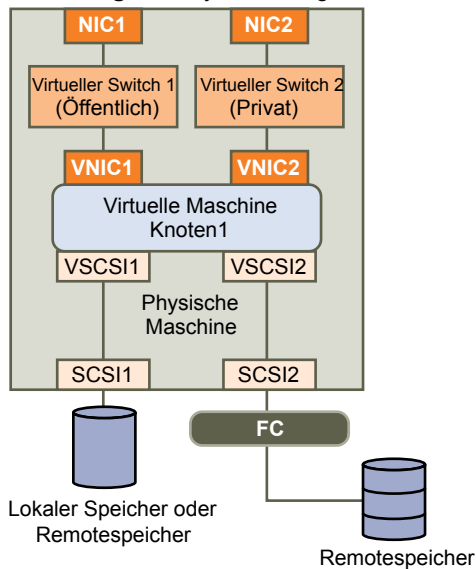 NIC1
NIC2
Virtueller Switch 1
(Öffentlich)
Virtueller Switch 2
(Privat)
VNIC1
VNIC2
Virtuelle Maschine
Knoten1
VSCSI1
VSCSI2
Physische
Maschine
SCSI1
SCSI2
FC
Lokaler Speicher oder
Remotespeicher
Remotespeicher